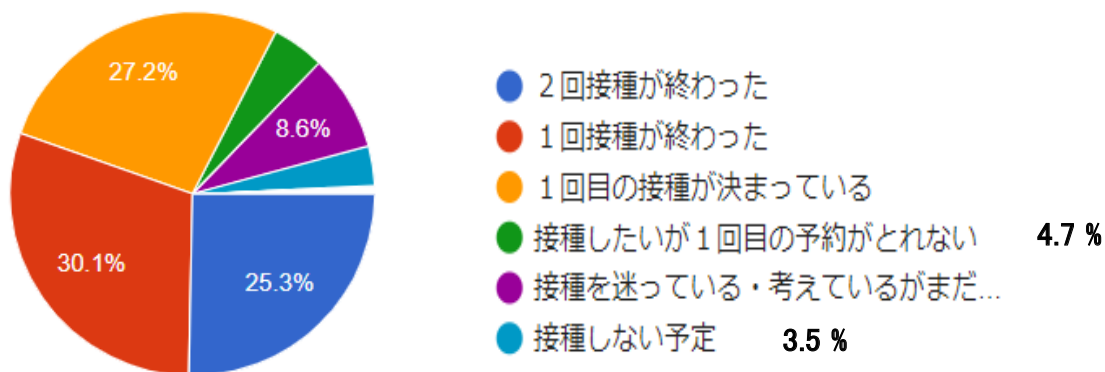 27.2%
8.6%
30.1%
25.3%
２回接種が終わった
１回接種が終わった
１回目の接種が決まっている
接種したいが１回目の予約がとれない 4.7 %
接種を迷っている・考えているがまだ...
接種しない予定 3.5 %